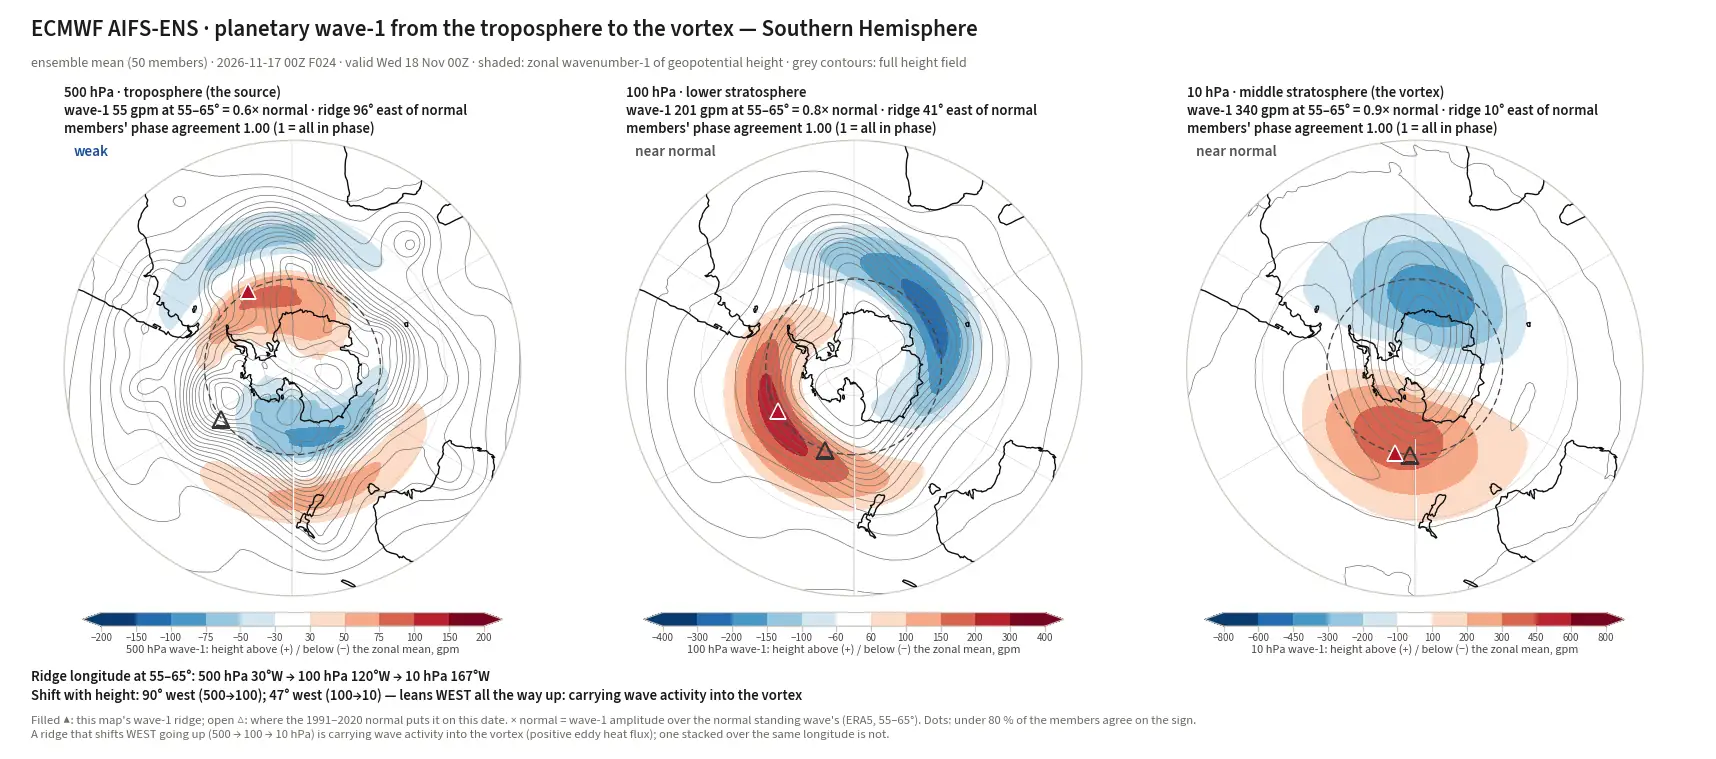 ECMWF AIFS-ENS · planetary wave-1 from the troposphere to the vortex — Southern Hemisphere
ensemble mean (50 members) · 2026-11-17 00Z F024 · valid Wed 18 Nov 00Z · shaded: zonal wavenumber-1 of geopotential height · grey contours: full height field
500 hPa · troposphere (the source)
wave-1 55 gpm at 55–65° = 0.6× normal · ridge 96° east of normal
members' phase agreement 1.00 (1 = all in phase)
weak
100 hPa · lower stratosphere
wave-1 201 gpm at 55–65° = 0.8× normal · ridge 41° east of normal
members' phase agreement 1.00 (1 = all in phase)
near normal
10 hPa · middle stratosphere (the vortex)
wave-1 340 gpm at 55–65° = 0.9× normal · ridge 10° east of normal
members' phase agreement 1.00 (1 = all in phase)
near normal
−200 −150 −100 −75 −50 −30 30 50 75 100 150 200
500 hPa wave-1: height above (+) / below (−) the zonal mean, gpm
−400 −300 −200 −150 −100 −60 60 100 150 200 300 400
100 hPa wave-1: height above (+) / below (−) the zonal mean, gpm
−800 −600 −450 −300 −200 −100 100 200 300 450 600 800
10 hPa wave-1: height above (+) / below (−) the zonal mean, gpm
Ridge longitude at 55–65°: 500 hPa 30°W → 100 hPa 120°W → 10 hPa 167°W
Shift with height: 90° west (500→100); 47° west (100→10) — leans WEST all the way up: carrying wave activity into the vortex
Filled ▲: this map's wave-1 ridge; open △: where the 1991–2020 normal puts it on this date. × normal = wave-1 amplitude over the normal standing wave's (ERA5, 55–65°). Dots: under 80 % of the members agree on the sign.
A ridge that shifts WEST going up (500 → 100 → 10 hPa) is carrying wave activity into the vortex (positive eddy heat flux); one stacked over the same longitude is not.